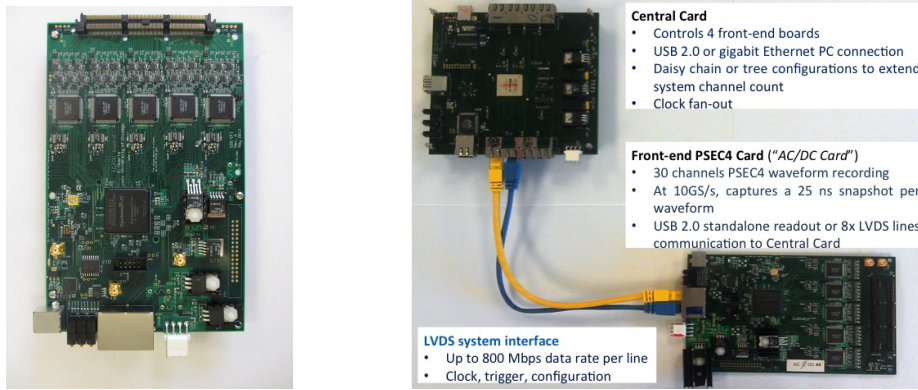 Central Card
• Controls 4 front-end boards
• USB 2.0 or gigabit Ethernet PC connection
• Daisy chain or tree configurations to extend
system channel count
• Clock fan-out
Front-end PSEC4 Card ("AC/DC Card")
• 30 channels PSEC4 waveform recording
• At 10GS/s, captures a 25 ns snapshot per
waveform
• USB 2.0 standalone readout or 8x LVDS lines
communication to Central Card
LVDS system interface
• Up to 800 Mbps data rate per line
• Clock, trigger, configuration